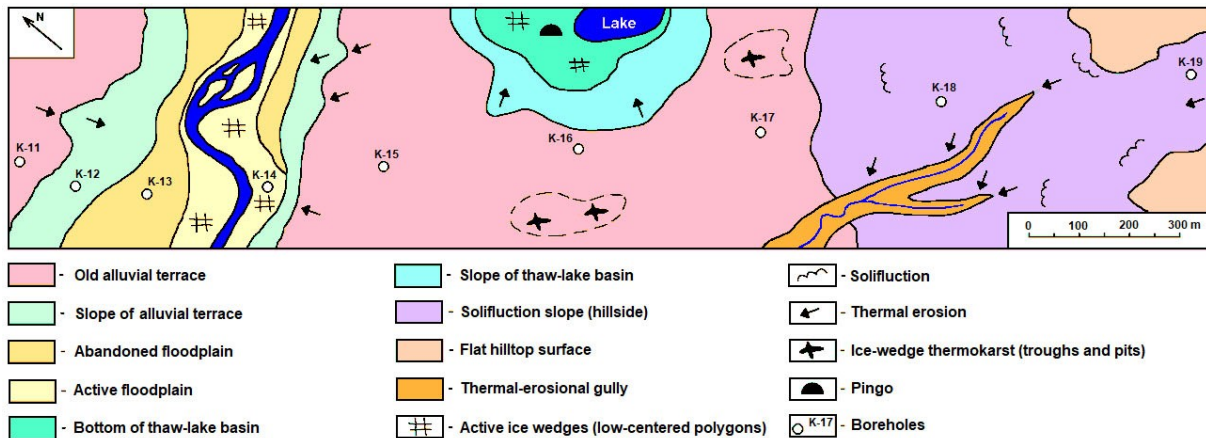 N
Lake
K-19
K-18
K-17
K-16
K-11
K-15
K-12
K-13
K-14
0 100 200 300 m
- Old alluvial terrace
- Slope of alluvial terrace
- Abandoned floodplain
- Active floodplain
- Bottom of thaw-lake basin
- Slope of thaw-lake basin
- Solifluction slope (hillside)
- Flat hilltop surface
- Thermal-erosional gully
- Active ice wedges (low-centered polygons)
- Solifluction
- Thermal erosion
- Ice-wedge thermokarst (troughs and pits)
- Pingo
K-17 - Boreholes